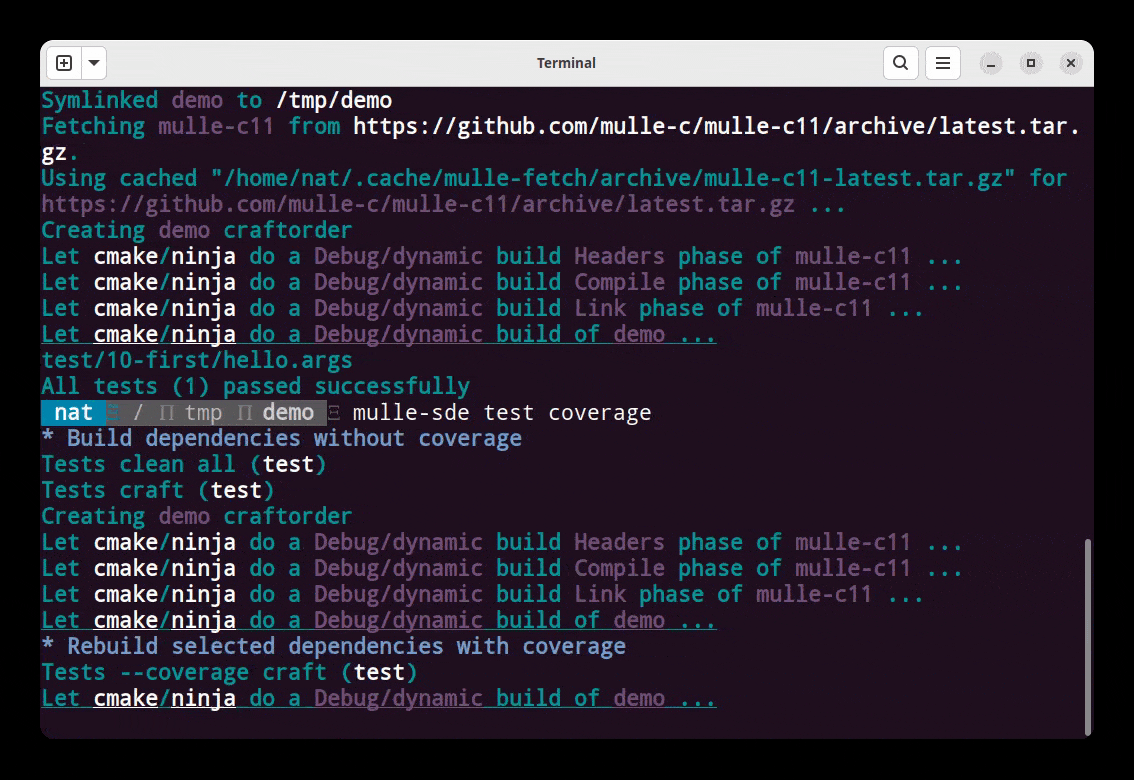 Terminal
Symlinked demo to /tmp/demo
Fetching mulle-c11 from https://github.com/mulle-c/mulle-c11/archive/latest.tar.
gz.
Using cached "/home/nat/.cache/mulle-fetch/archive/mulle-c11-latest.tar.gz" for
https://github.com/mulle-c/mulle-c11/archive/latest.tar.gz ...
Creating demo craftorder
Let cmake/ninja do a Debug/dynamic build Headers phase of mulle-c11 ...
Let cmake/ninja do a Debug/dynamic build Compile phase of mulle-c11 ...
Let cmake/ninja do a Debug/dynamic build Link phase of mulle-c11 ...
Let cmake/ninja do a Debug/dynamic build of demo ...
test/10-first/hello.args
All tests (1) passed successfully
nat Ξ / Π tmp Π demo Ξ mulle-sde test coverage
* Build dependencies without coverage
Tests clean all (test)
Tests craft (test)
Creating demo craftorder
Let cmake/ninja do a Debug/dynamic build Headers phase of mulle-c11 ...
Let cmake/ninja do a Debug/dynamic build Compile phase of mulle-c11 ...
Let cmake/ninja do a Debug/dynamic build Link phase of mulle-c11 ...
Let cmake/ninja do a Debug/dynamic build of demo ...
* Rebuild selected dependencies with coverage
Tests --coverage craft (test)
Let cmake/ninja do a Debug/dynamic build of demo ...